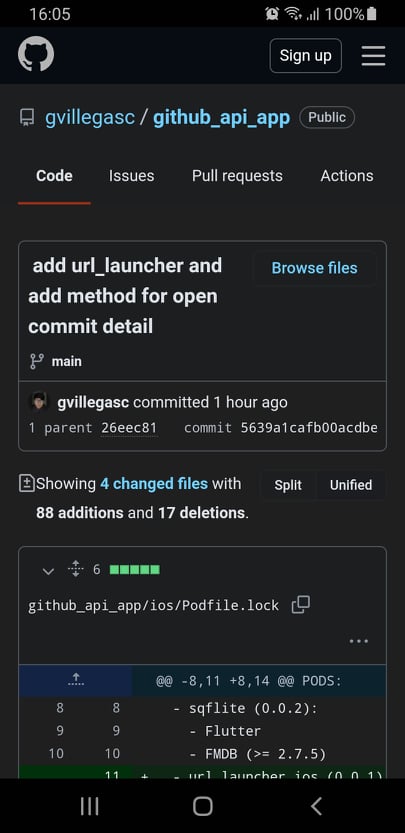 16:05 100%
Sign up
gvillegasc / github_api_app Public
Code Issues Pull requests Actions
add url_launcher and
add method for open
commit detail
Browse files
main
gvillegasc committed 1 hour ago
1 parent 26eec81 commit 5639a1cafb00acdbe
Showing 4 changed files with
88 additions and 17 deletions.
Split Unified
6
github_api_app/ios/Podfile.lock
@@ -8,11 +8,14 @@ PODS:
8 8 - sqflite (0.0.2):
9 9 - Flutter
10 10 - FMDB (>= 2.7.5)
11 + - url_launcher_ios (0.0.1)